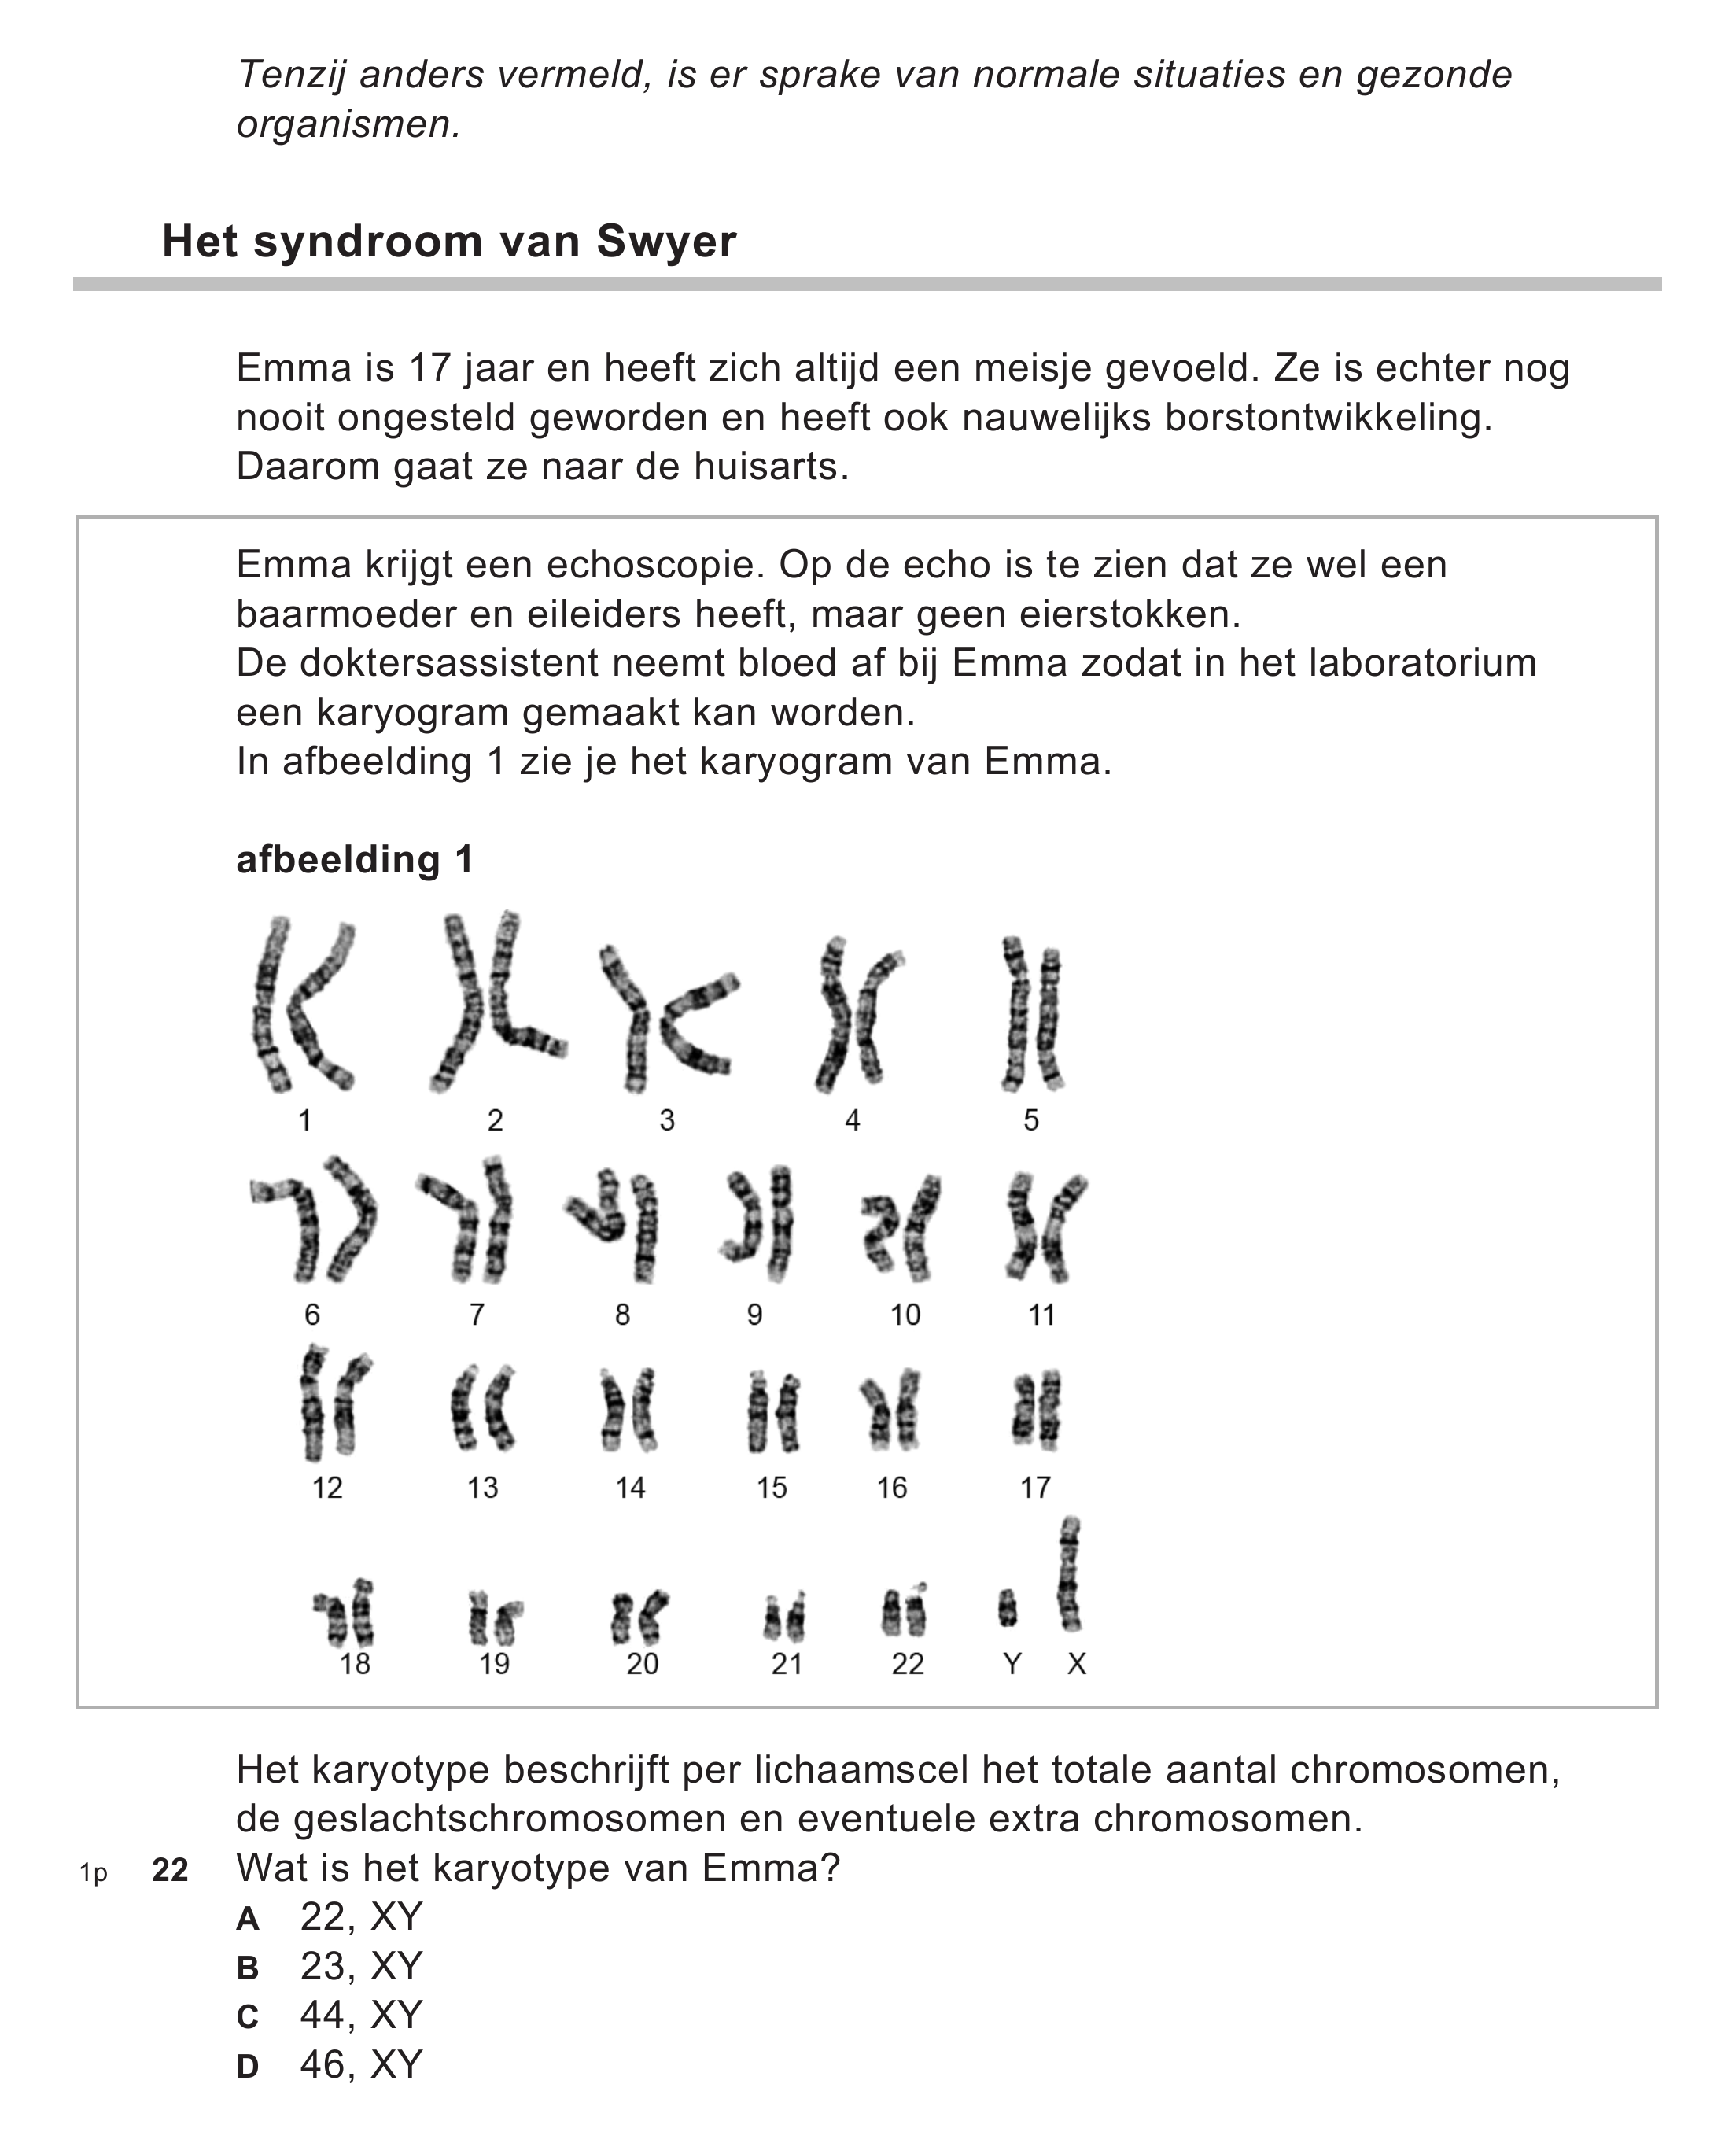 Tenzij anders vermeld, is er sprake van normale situaties en gezonde
organismen.
Het syndroom van Swyer
Emma is 17 jaar en heeft zich altijd een meisje gevoeld. Ze is echter nog
nooit ongesteld geworden en heeft ook nauwelijks borstontwikkeling.
Daarom gaat ze naar de huisarts.
Emma krijgt een echoscopie. Op de echo is te zien dat ze wel een
baarmoeder en eileiders heeft, maar geen eierstokken.
De doktersassistent neemt bloed af bij Emma zodat in het laboratorium
een karyogram gemaakt kan worden.
In afbeelding 1 zie je het karyogram van Emma.
afbeelding 1
1 2 3 4 5
6 7 8 9 10 11
12 13 14 15 16 17
18 19 20 21 22 Y X
Het karyotype beschrijft per lichaamscel het totale aantal chromosomen,
de geslachtschromosomen en eventuele extra chromosomen.
1p 22 Wat is het karyotype van Emma?
A 22, XY
B 23, XY
C 44, XY
D 46, XY